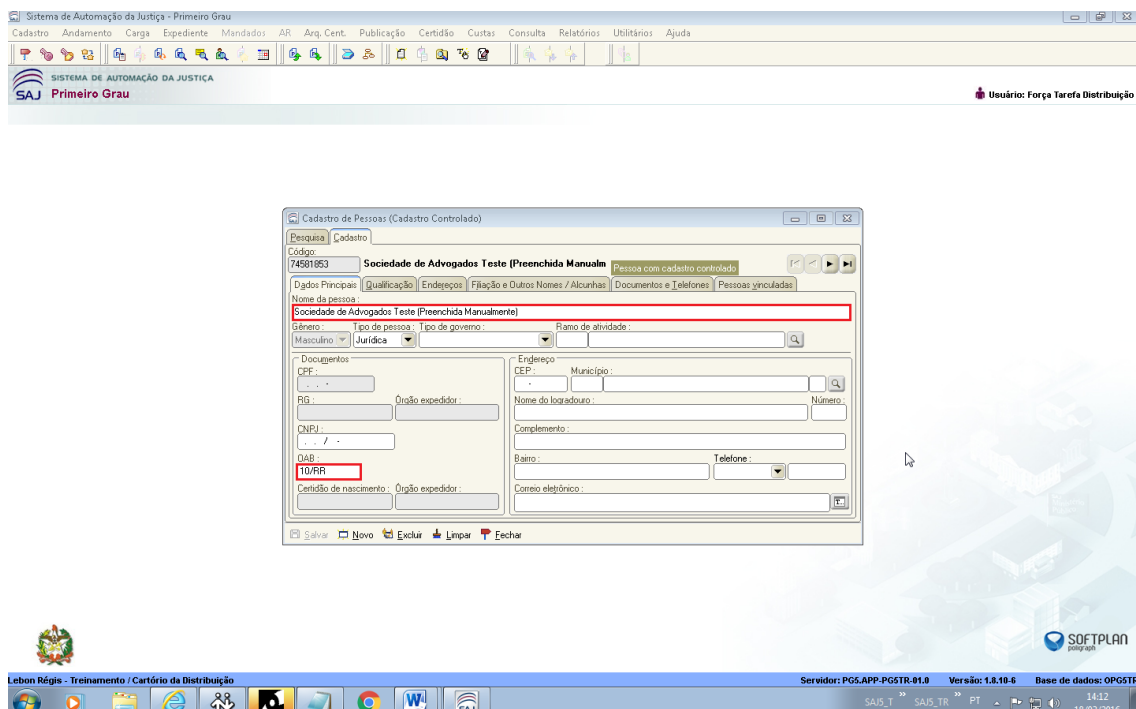 Sistema de Automação da Justiça - Primeiro Grau
Cadastro Andamento Carga Expediente Mandados AR Arq. Cent. Publicação Certidão Custas Consulta Relatórios Utilitários Ajuda
SISTEMA DE AUTOMAÇÃO DA JUSTIÇA
SAJ Primeiro Grau
Usuário: Força Tarefa Distribuição
Cadastro de Pessoas (Cadastro Controlado)
Pesquisa Cadastro
Código:
74581853 Sociedade de Advogados Teste (Preenchida Manualm
Pessoa com cadastro controlado
Dados Principais Qualificação Endereços Filiação e Outros Nomes / Alcunhas Documentos e Telefones Pessoas vinculadas
Nome da pessoa :
Sociedade de Advogados Teste (Preenchida Manualmente)
Gênero : Tipo de pessoa : Tipo de governo : Ramo de atividade :
Masculino Jurídica
Documentos
CPF :
. . -
RG : Órgão expedidor :
CNPJ :
. . / -
OAB :
10/RR
Certidão de nascimento : Órgão expedidor :
Endereço
CEP : Município :
-
Nome do logradouro : Número :
Complemento :
Bairro : Telefone :
Correio eletrônico :
Salvar Novo Excluir Limpar Fechar
SOFTPLAN
poligraph
Lebon Régis - Treinamento / Cartório da Distribuição
Servidor: PG5.APP-PG5TR-01.0 Versão: 1.8.10-6 Base de dados: OPG5TR
SAJ5_T » SAJ5_TR » PT 14:12